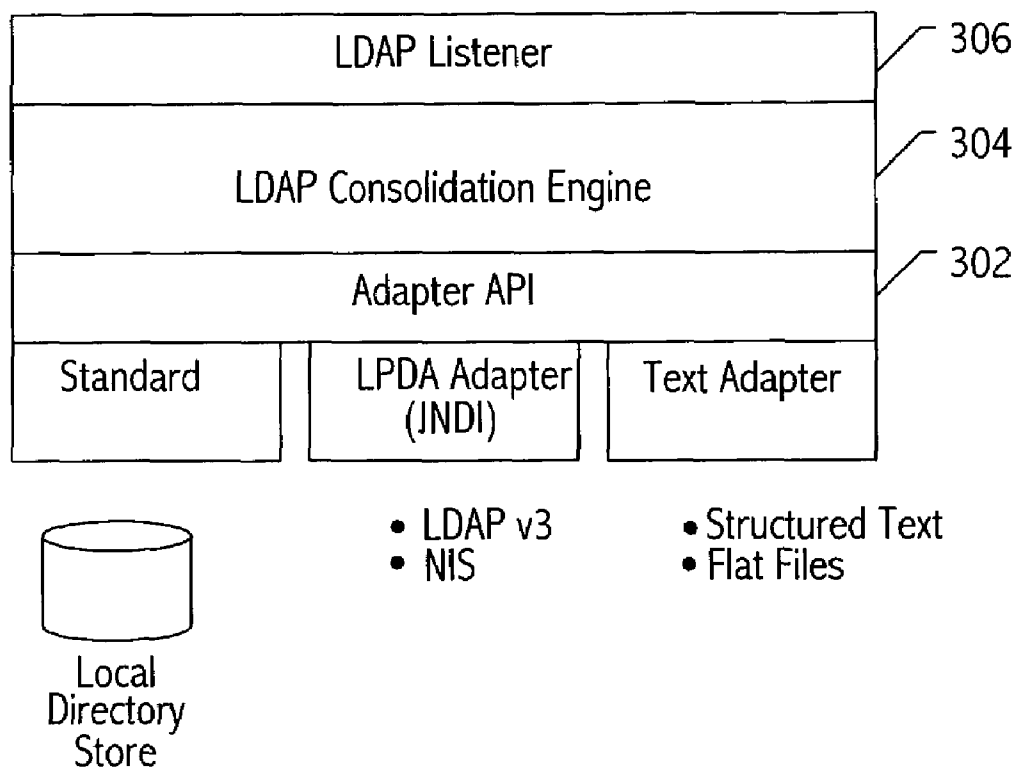 LDAP Listener
306
LDAP Consolidation Engine
304
Adapter API
302
Standard
LPDA Adapter
(JNDI)
Text Adapter
• LDAP v3
• NIS
• Structured Text
• Flat Files
Local
Directory
Store